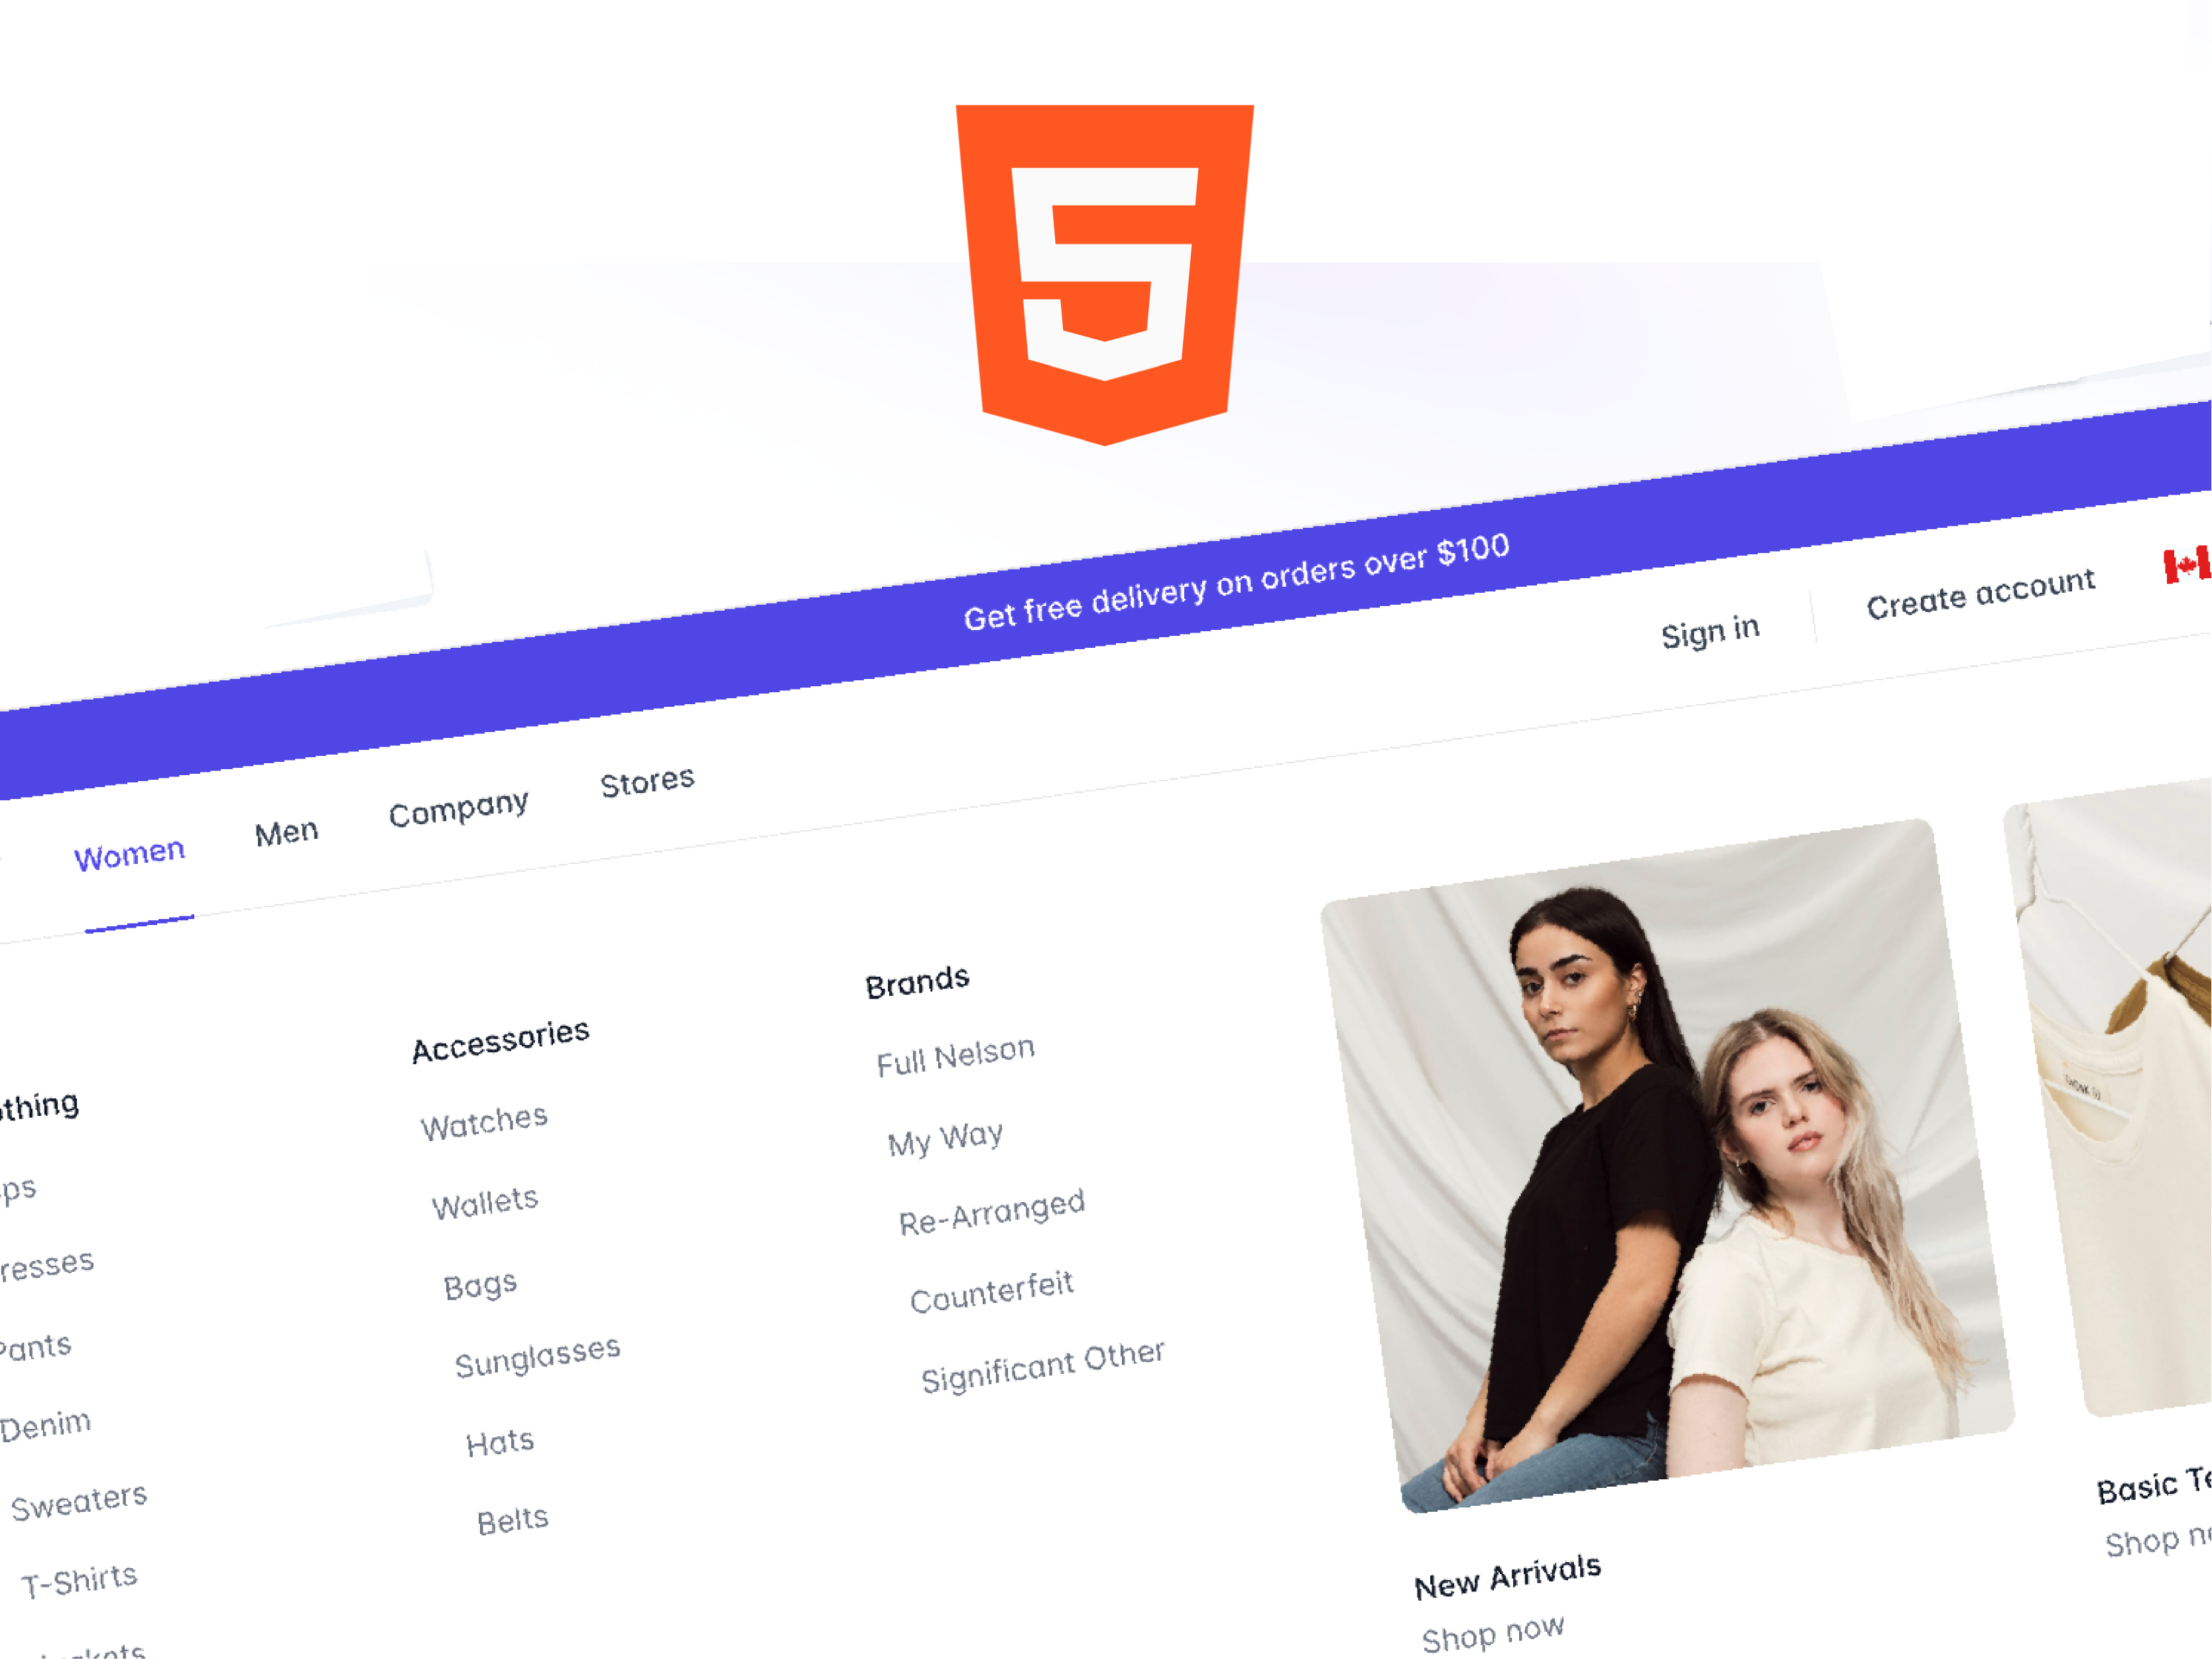 5
Get free delivery on orders over $100
Sign in
Create account
Women
Men
Company
Stores
othing
ps
resses
Pants
Denim
Sweaters
T-Shirts
Accessories
Watches
Wallets
Bags
Sunglasses
Hats
Belts
Brands
Full Nelson
My Way
Re-Arranged
Counterfeit
Significant Other
New Arrivals
Shop now
Basic Te
Shop n